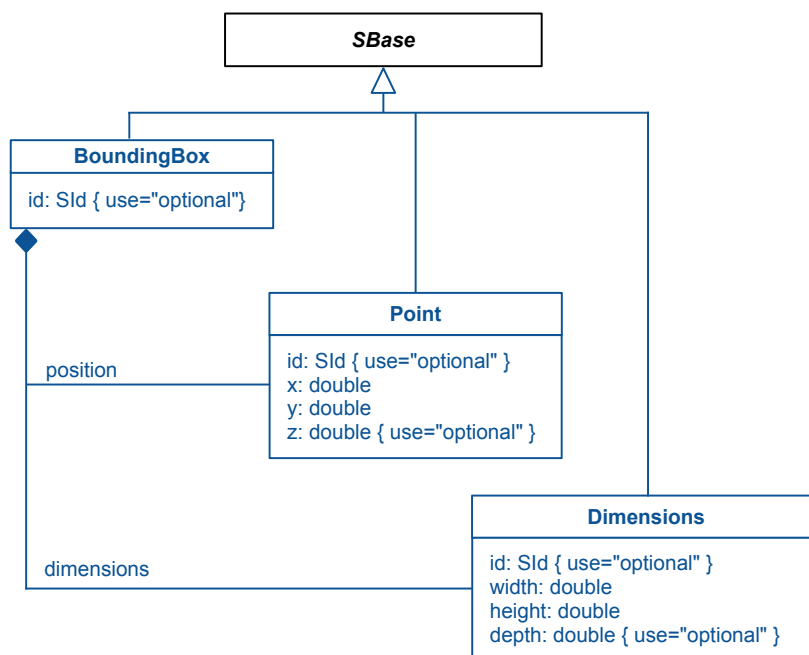 SBase
BoundingBox
id: SId { use="optional"}
Point
id: SId { use="optional" }
x: double
y: double
z: double { use="optional" }
position
Dimensions
id: SId { use="optional" }
width: double
height: double
depth: double { use="optional" }
dimensions